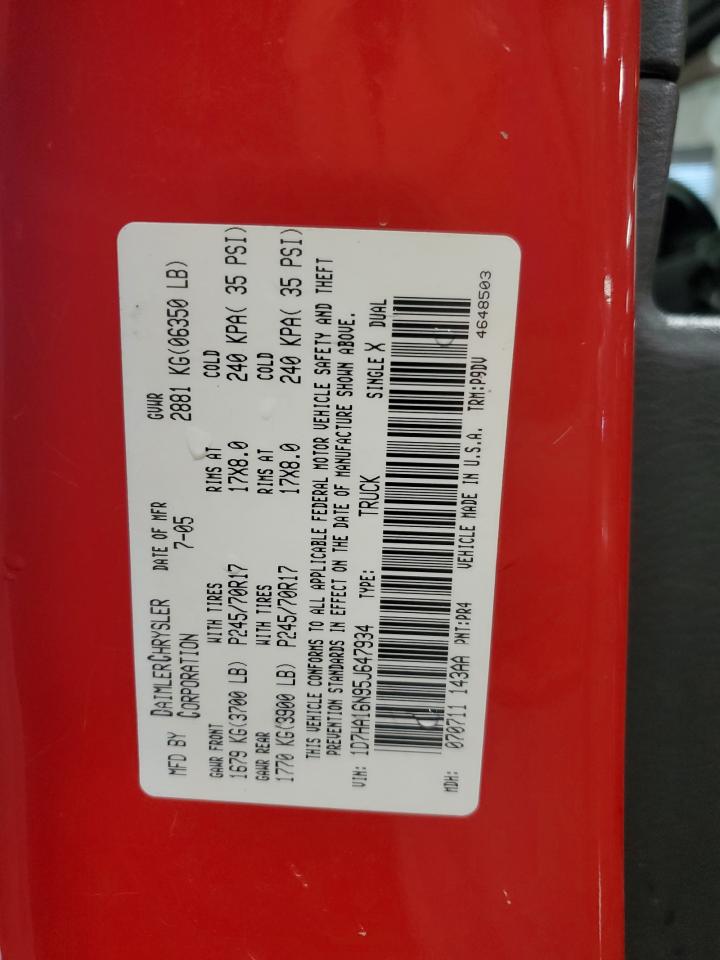 MFD BY DAIMLERCHRYSLER CORPORATION DATE OF MFR 7-05 GVWR 2881 KG(06350 LB)
GAWR FRONT WITH TIRES RIMS AT COLD
1679 KG(3700 LB) P245/70R17 17X8.0 240 KPA( 35 PSI)
GAWR REAR WITH TIRES RIMS AT COLD
1770 KG(3900 LB) P245/70R17 17X8.0 240 KPA( 35 PSI)
THIS VEHICLE CONFORMS TO ALL APPLICABLE FEDERAL MOTOR VEHICLE SAFETY AND THEFT
PREVENTION STANDARDS IN EFFECT ON THE DATE OF MANUFACTURE SHOWN ABOVE.
VIN: 1D7HA16N95J647934 TYPE: TRUCK SINGLE X DUAL
MDH: 070711 143AA PNT:PR4 VEHICLE MADE IN U.S.A. TRM:P9DV
4648503